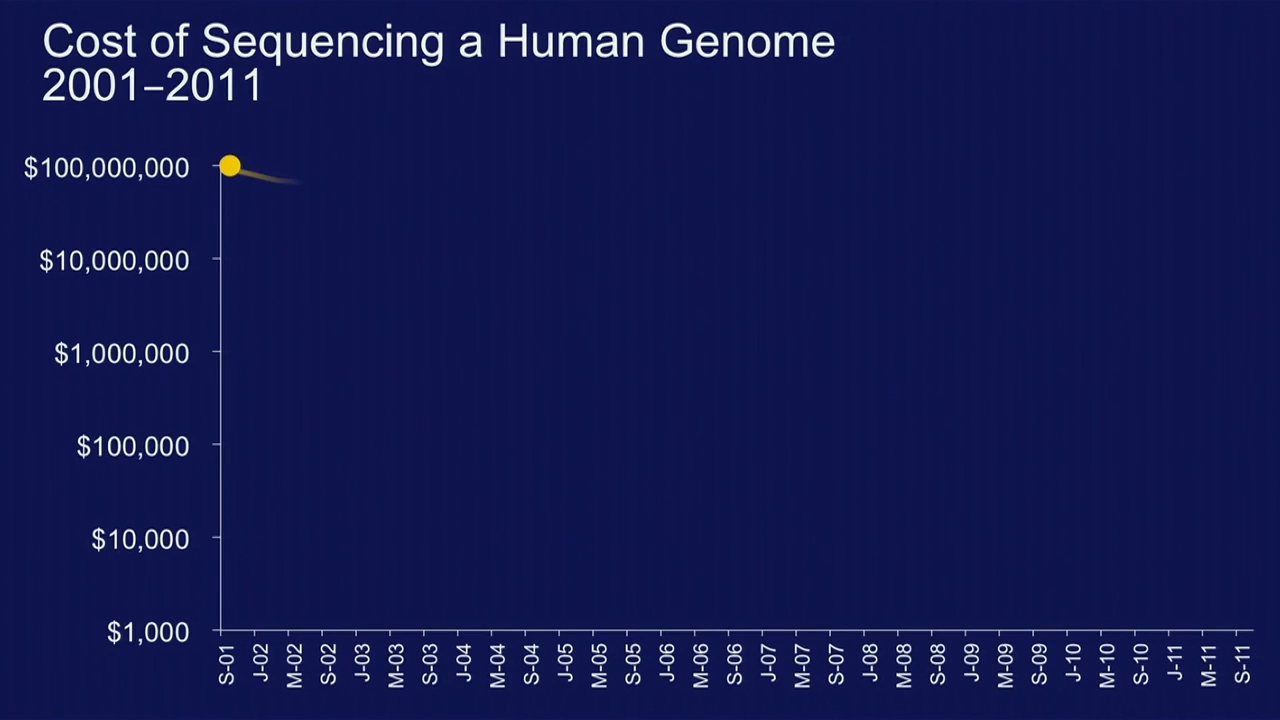 Cost of Sequencing a Human Genome
2001–2011
$100,000,000
$10,000,000
$1,000,000
$100,000
$10,000
$1,000
S-01
J-02
M-02
S-02
J-03
M-03
S-03
J-04
M-04
S-04
J-05
M-05
S-05
J-06
M-06
S-06
J-07
M-07
S-07
J-08
M-08
S-08
J-09
M-09
S-09
J-10
M-10
S-10
J-11
M-11
S-11